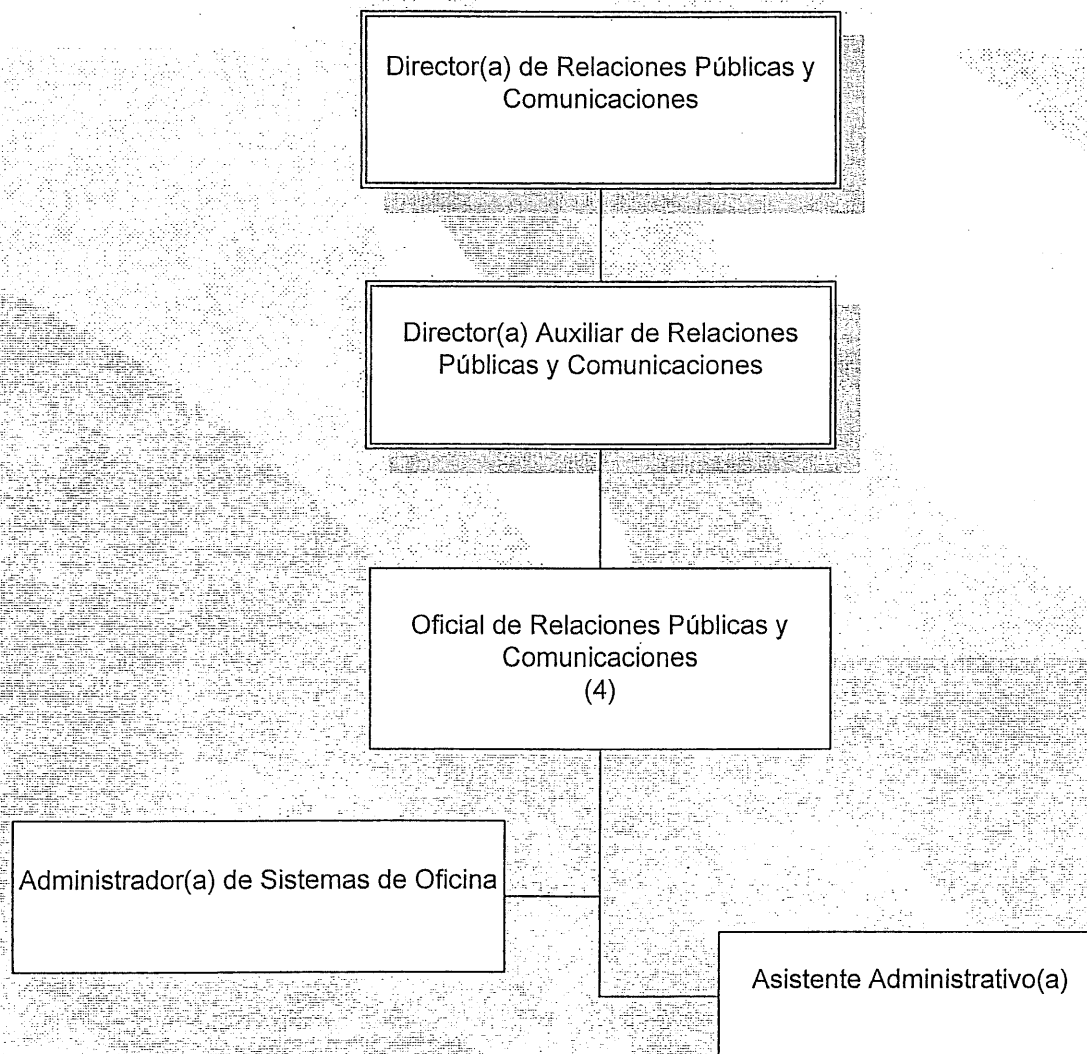 Director(a) de Relaciones Públicas y
Comunicaciones
Director(a) Auxiliar de Relaciones
Públicas y Comunicaciones
Oficial de Relaciones Públicas y
Comunicaciones
(4)
Administrador(a) de Sistemas de Oficina
Asistente Administrativo(a)